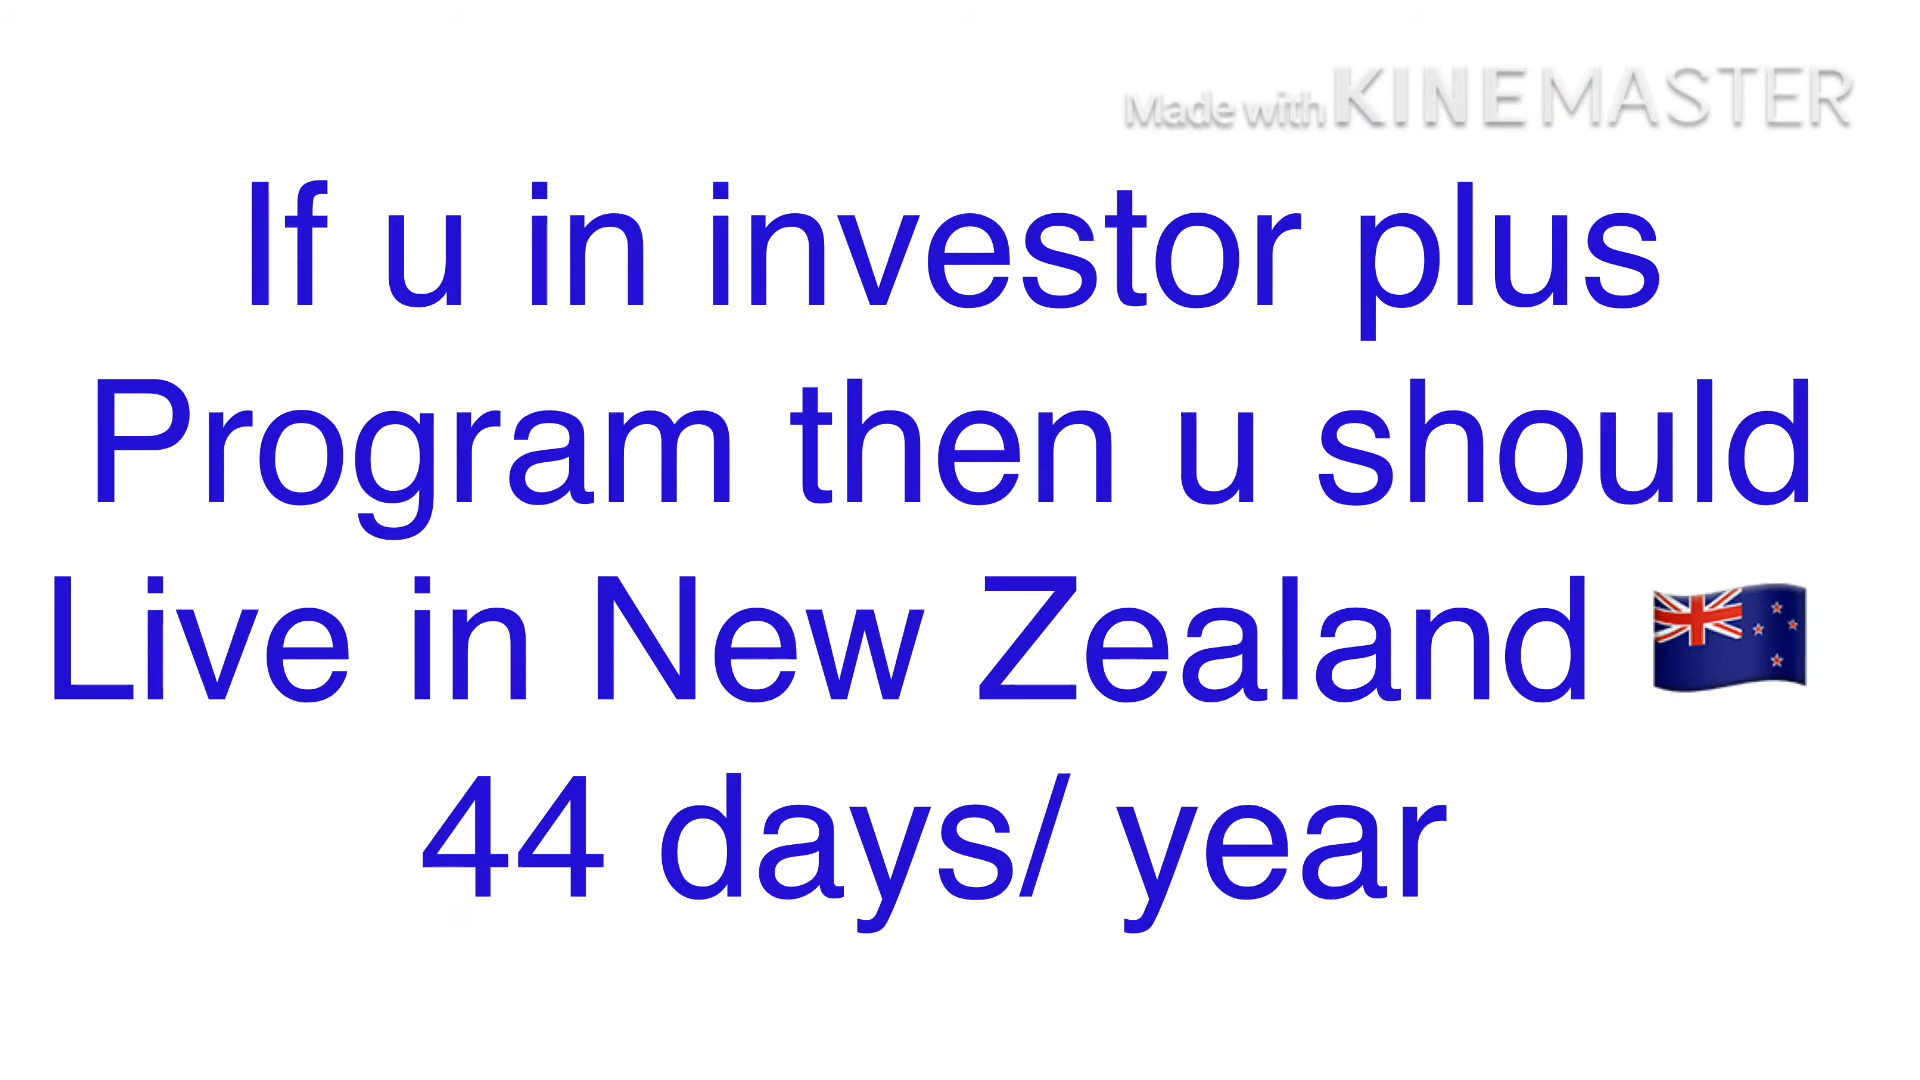 Made with KINEMASTER
If u in investor plus
Program then u should
Live in New Zealand 🇳🇿
44 days/ year